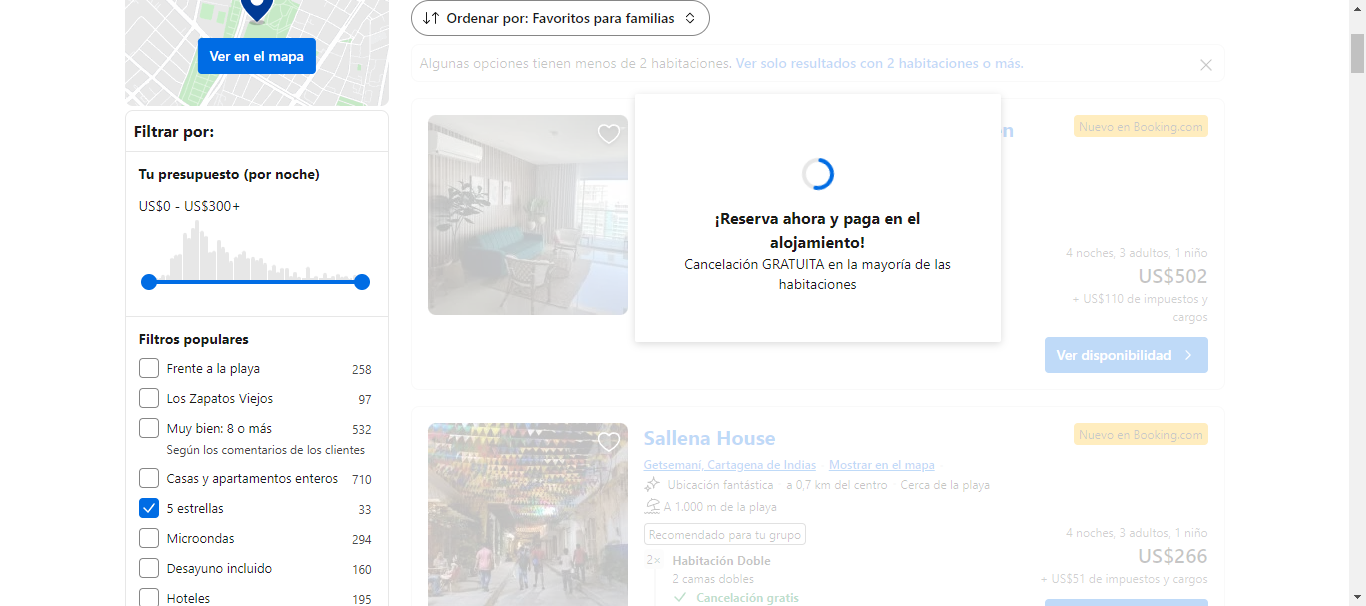 Ver en el mapa
Filtrar por:
Tu presupuesto (por noche)
US$0 - US$300+
Filtros populares
Frente a la playa 258
Los Zapatos Viejos 97
Muy bien: 8 o más 532
Según los comentarios de los clientes
Casas y apartamentos enteros 710
5 estrellas 33
Microondas 294
Desayuno incluido 160
Hoteles 195
Ordenar por: Favoritos para familias
Algunas opciones tienen menos de 2 habitaciones. Ver solo resultados con 2 habitaciones o más.
Nuevo en Booking.com
¡Reserva ahora y paga en el
alojamiento!
Cancelación GRATUITA en la mayoría de las
habitaciones
4 noches, 3 adultos, 1 niño
US$502
+ US$110 de impuestos y
cargos
Ver disponibilidad
Sallena House
Nuevo en Booking.com
Getsemaní, Cartagena de Indias Mostrar en el mapa
Ubicación fantástica · a 0,7 km del centro · Cerca de la playa
A 1.000 m de la playa
Recomendado para tu grupo
2× Habitación Doble
2 camas dobles
Cancelación gratis
4 noches, 3 adultos, 1 niño
US$266
+ US$51 de impuestos y cargos